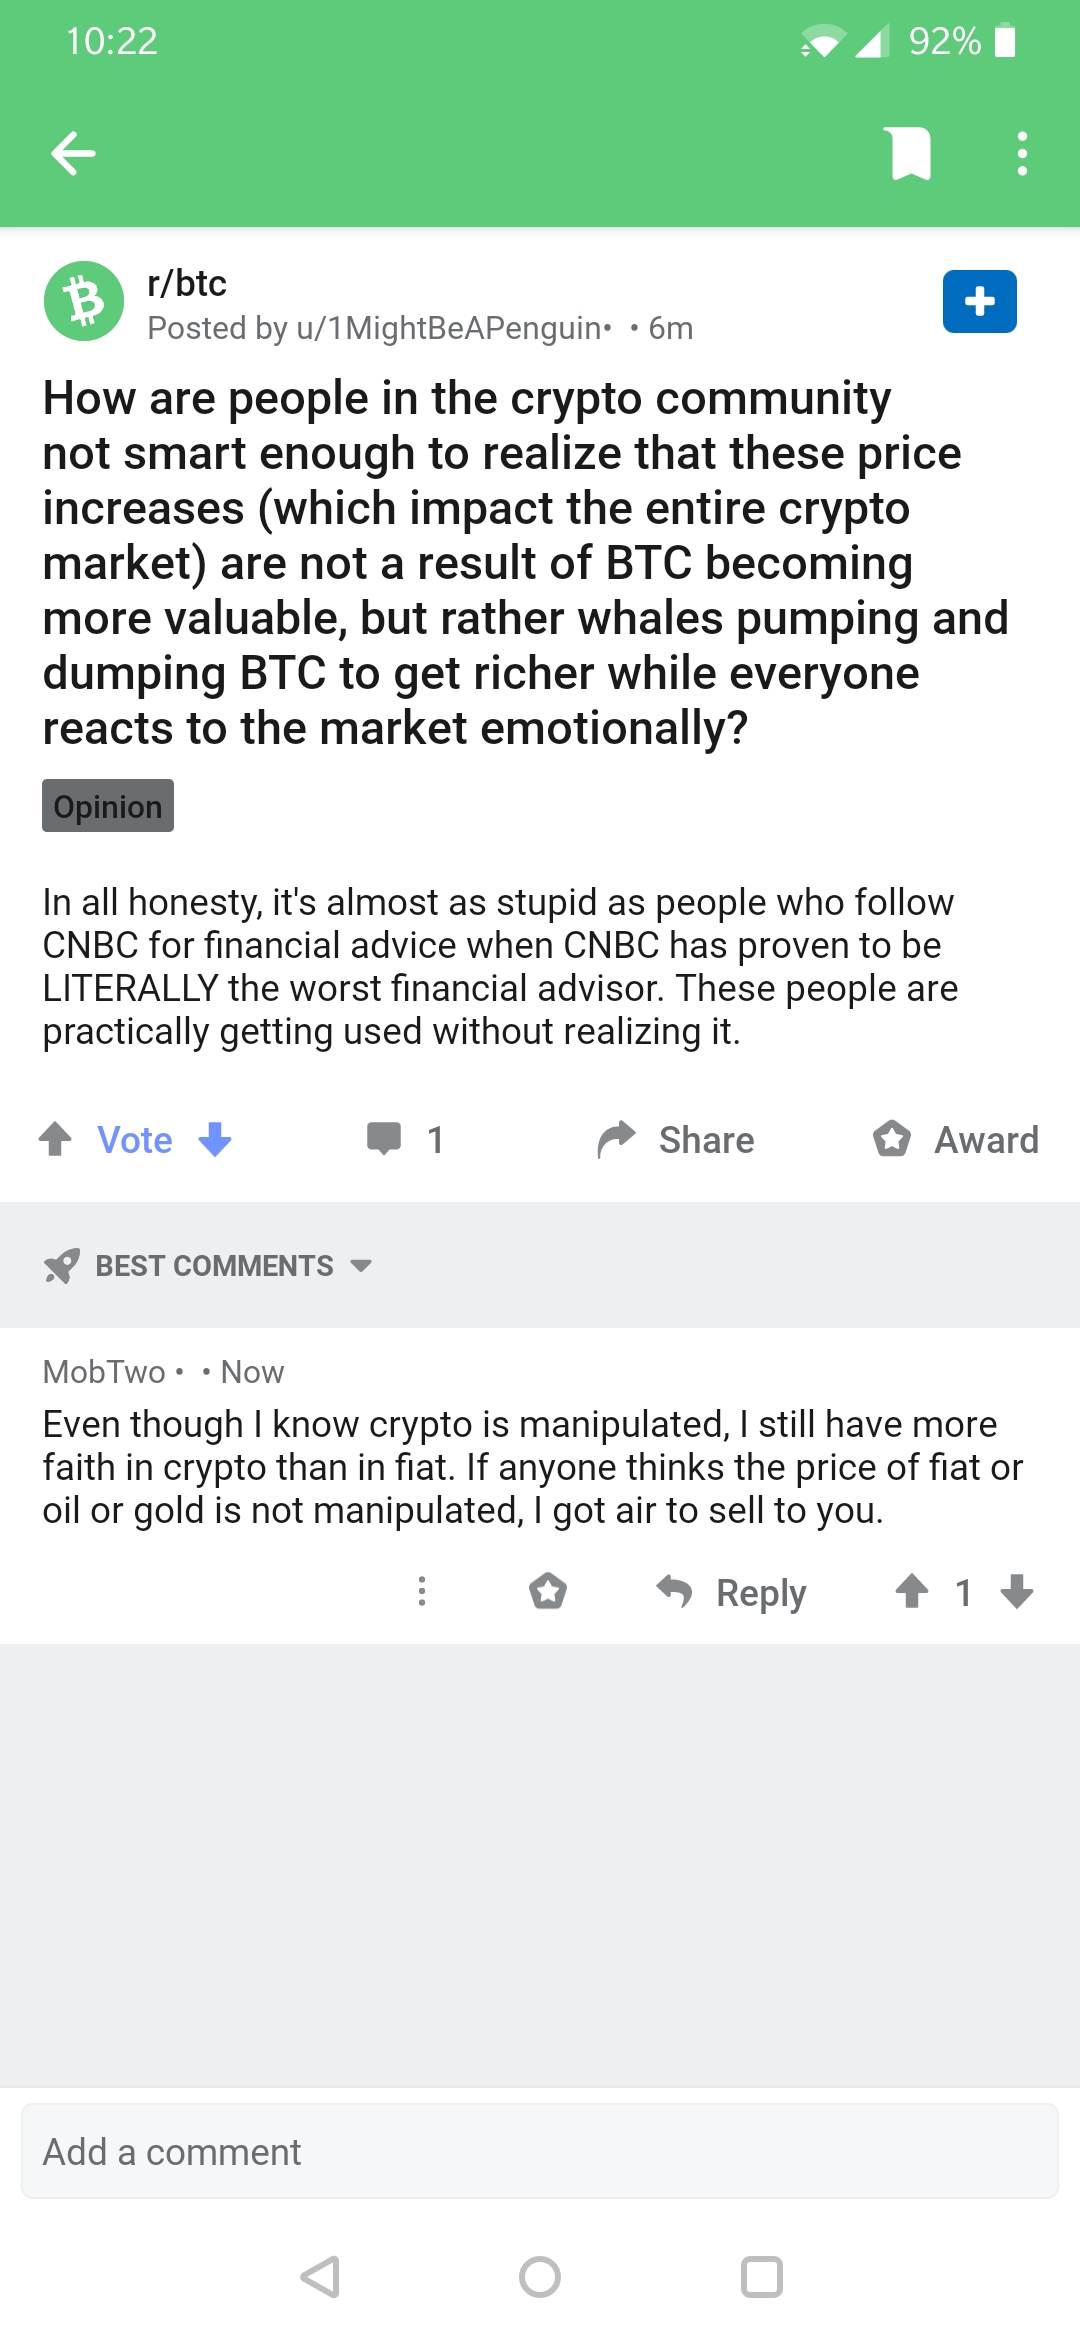 10:22
92%
r/btc
Posted by u/1MightBeAPenguin• • 6m
How are people in the crypto community
not smart enough to realize that these price
increases (which impact the entire crypto
market) are not a result of BTC becoming
more valuable, but rather whales pumping and
dumping BTC to get richer while everyone
reacts to the market emotionally?
Opinion
In all honesty, it's almost as stupid as people who follow
CNBC for financial advice when CNBC has proven to be
LITERALLY the worst financial advisor. These people are
practically getting used without realizing it.
Vote 1 Share Award
BEST COMMENTS
MobTwo • • Now
Even though I know crypto is manipulated, I still have more
faith in crypto than in fiat. If anyone thinks the price of fiat or
oil or gold is not manipulated, I got air to sell to you.
Reply 1
Add a comment